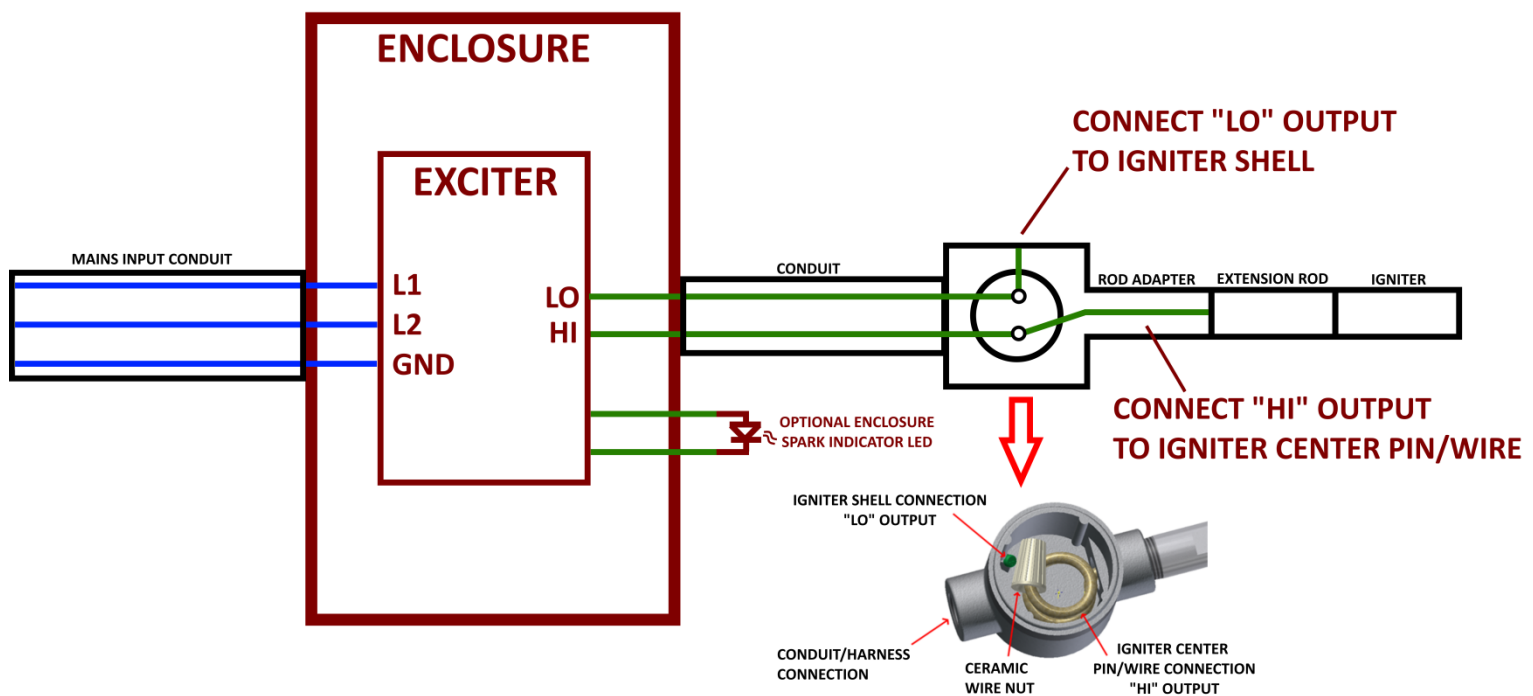 ENCLOSURE
EXCITER
MAINS INPUT CONDUIT
L1
L2
GND
LO
HI
CONDUIT
CONNECT "LO" OUTPUT
TO IGNITER SHELL
ROD ADAPTER
EXTENSION ROD
IGNITER
CONNECT "HI" OUTPUT
TO IGNITER CENTER PIN/WIRE
OPTIONAL ENCLOSURE
SPARK INDICATOR LED
IGNITER SHELL CONNECTION
"LO" OUTPUT
CONDUIT/HARNESS
CONNECTION
CERAMIC
WIRE NUT
IGNITER CENTER
PIN/WIRE CONNECTION
"HI" OUTPUT